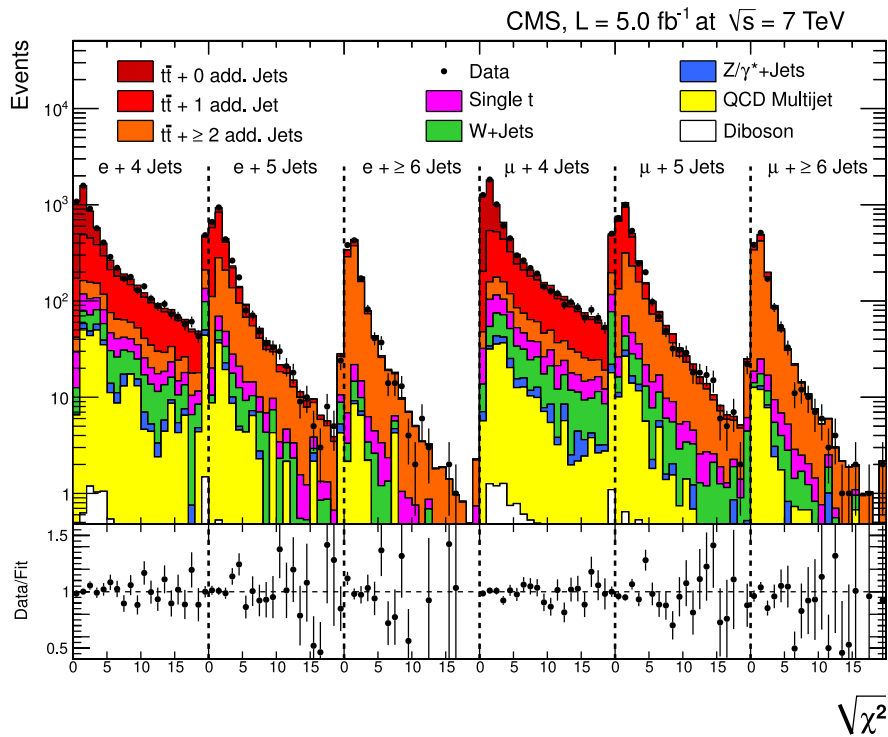 CMS, L = 5.0 fb⁻¹ at √s = 7 TeV
Events
tt̄ + 0 add. Jets
tt̄ + 1 add. Jet
tt̄ + ≥ 2 add. Jets
Data
Single t
W+Jets
Z/γ*+Jets
QCD Multijet
Diboson
e + 4 Jets
e + 5 Jets
e + ≥ 6 Jets
μ + 4 Jets
μ + 5 Jets
μ + ≥ 6 Jets
10⁴
10³
10²
10
1
Data/Fit
1.5
1
0.5
0 5 10 15 0 5 10 15 0 5 10 15 0 5 10 15 0 5 10 15 0 5 10 15
√χ²